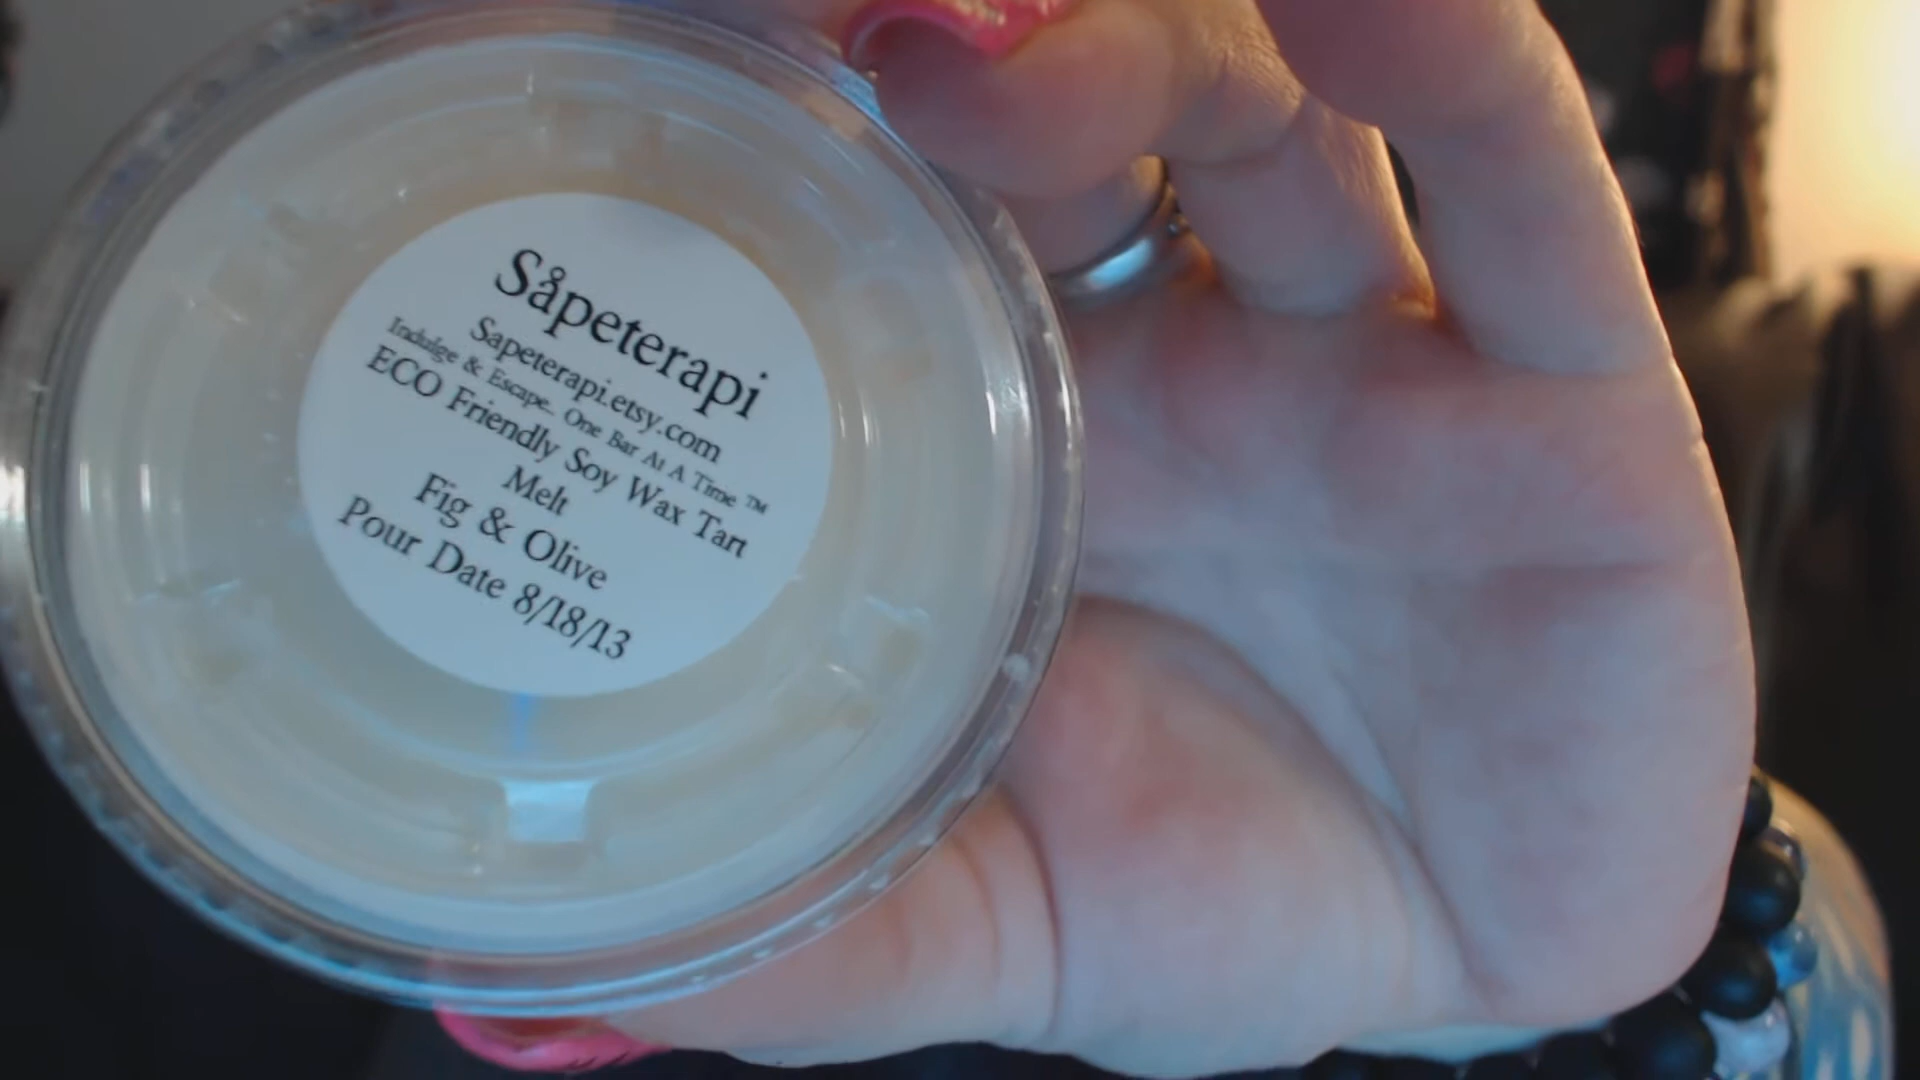 Såpeterapi
Sapeterapi.etsy.com
Indulge & Escape.. One Bar At A Time ™
ECO Friendly Soy Wax Tart
Melt
Fig & Olive
Pour Date 8/18/13